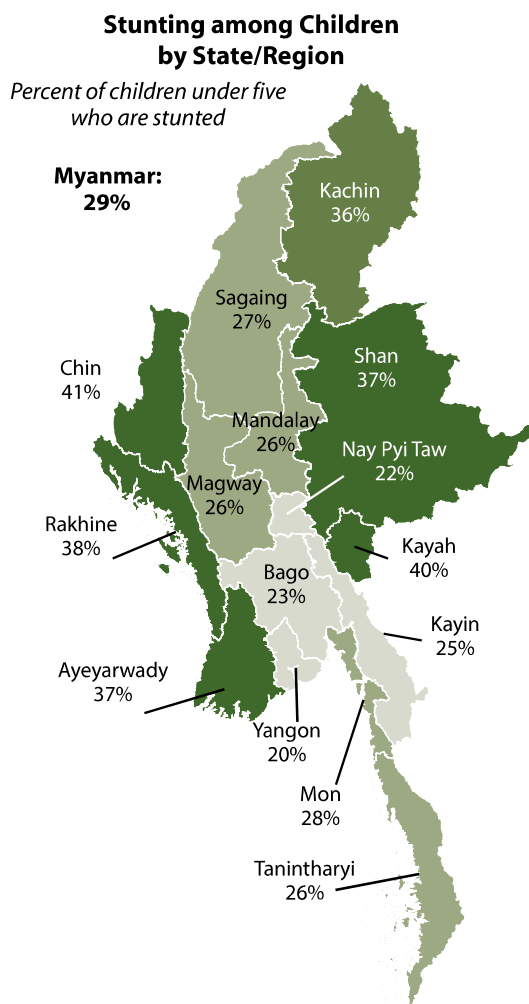 Stunting among Children
by State/Region
Percent of children under five
who are stunted
Myanmar:
29%
Kachin
36%
Sagaing
27%
Chin
41%
Shan
37%
Mandalay
26%
Nay Pyi Taw
22%
Magway
26%
Rakhine
38%
Kayah
40%
Bago
23%
Kayin
25%
Ayeyarwady
37%
Yangon
20%
Mon
28%
Tanintharyi
26%